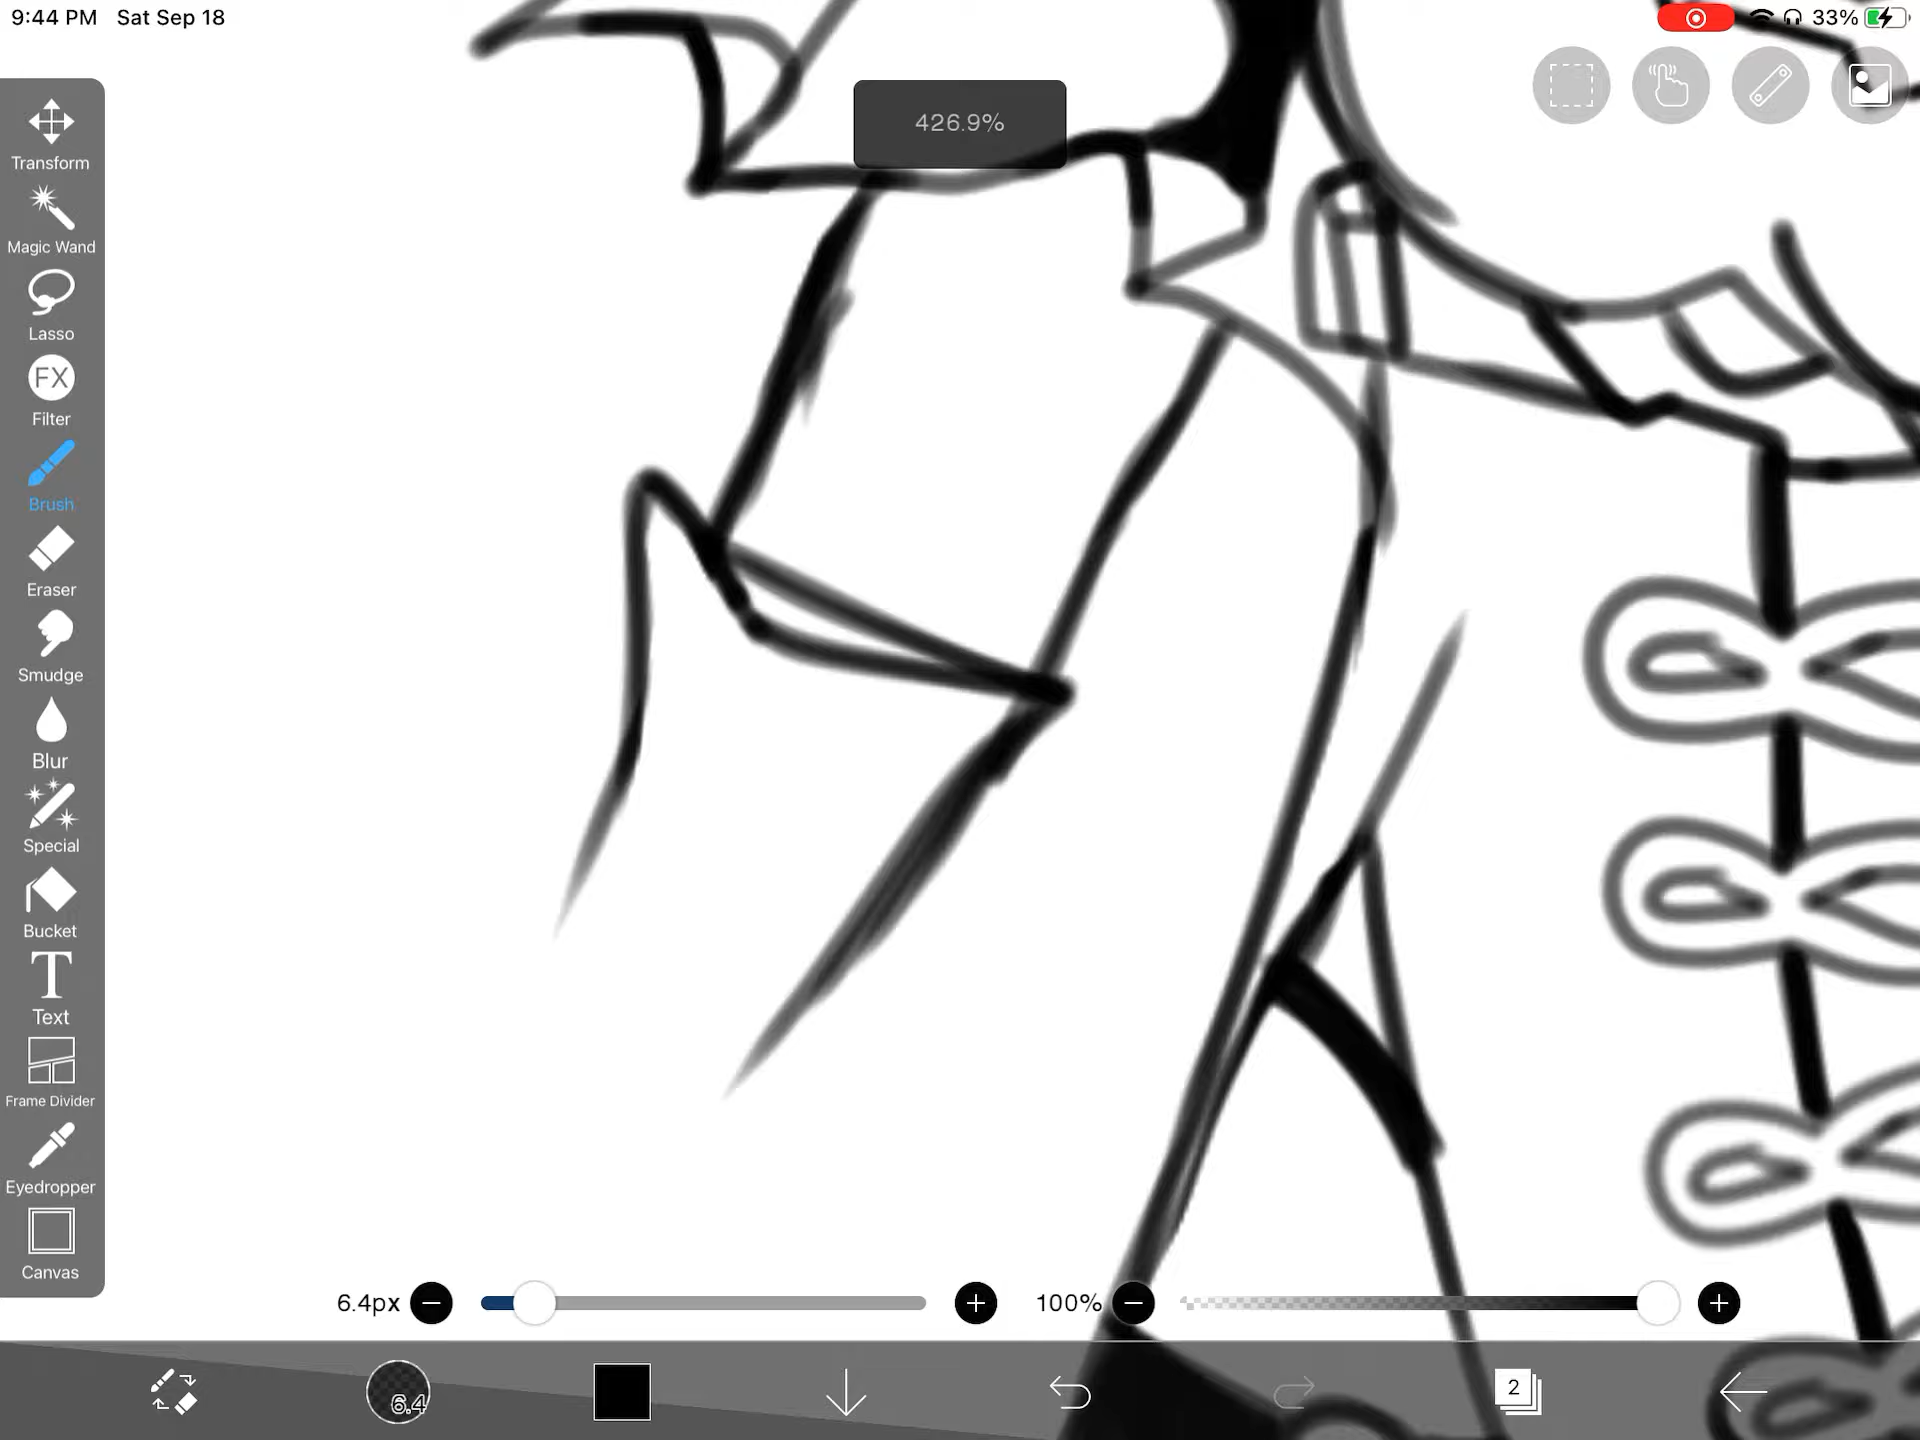 9:44 PM Sat Sep 18
33%
426.9%
Transform
Magic Wand
Lasso
FX
Filter
Brush
Eraser
Smudge
Blur
Special
Bucket
T
Text
Frame Divider
Eyedropper
Canvas
6.4px
100%
6.4
2